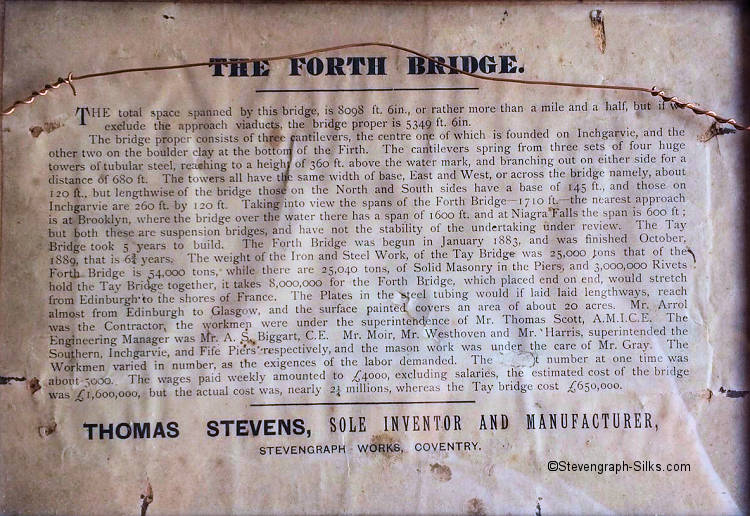 THE FORTH BRIDGE.
THE total space spanned by this bridge, is 8098 ft. 6in., or rather more than a mile and a half, but if we
exclude the approach viaducts, the bridge proper is 5349 ft. 6in.
The bridge proper consists of three cantilevers, the centre one of which is founded on Inchgarvie, and the
other two on the boulder clay at the bottom of the Firth. The cantilevers spring from three sets of four huge
towers of tubular steel, reaching to a height of 360 ft. above the water mark, and branching out on either side for a
distance of 680 ft. The towers all have the same width of base, East and West, or across the bridge namely, about
120 ft., but lengthwise of the bridge those on the North and South sides have a base of 145 ft., and those on
Inchgarvie are 260 ft. by 120 ft. Taking into view the spans of the Forth Bridge—1710 ft.—the nearest approach
is at Brooklyn, where the bridge over the water there has a span of 1600 ft. and at Niagra Falls the span is 600 ft ;
but both these are suspension bridges, and have not the stability of the undertaking under review. The Tay
Bridge took 5 years to build. The Forth Bridge was begun in January 1883, and was finished October,
1889, that is 6¾ years. The weight of the Iron and Steel Work, of the Tay Bridge was 25,000 tons that of the
Forth Bridge is 54,000 tons, while there are 25,040 tons, of Solid Masonry in the Piers, and 3,000,000 Rivets
hold the Tay Bridge together, it takes 8,000,000 for the Forth Bridge, which placed end on end, would stretch
from Edinburgh to the shores of France. The Plates in the steel tubing would if laid laid lengthways, reach
almost from Edinburgh to Glasgow, and the surface painted covers an area of about 20 acres. Mr. Arrol
was the Contractor, the workmen were under the superintendence of Mr. Thomas Scott, A.M.I.C.E. The
Engineering Manager was Mr. A. S. Biggart, C.E. Mr. Moir, Mr. Westhoven and Mr. Harris, superintended the
Southern, Inchgarvie, and Fife Piers respectively, and the mason work was under the care of Mr. Gray. The
Workmen varied in number, as the exigences of the labor demanded. The number at one time was
about 5000. The wages paid weekly amounted to £4000, excluding salaries, the estimated cost of the bridge
was £1,600,000, but the actual cost was, nearly 2¼ millions, whereas the Tay bridge cost £650,000.
THOMAS STEVENS, SOLE INVENTOR AND MANUFACTURER,
STEVENGRAPH WORKS, COVENTRY.
©Stevengraph-Silks.com